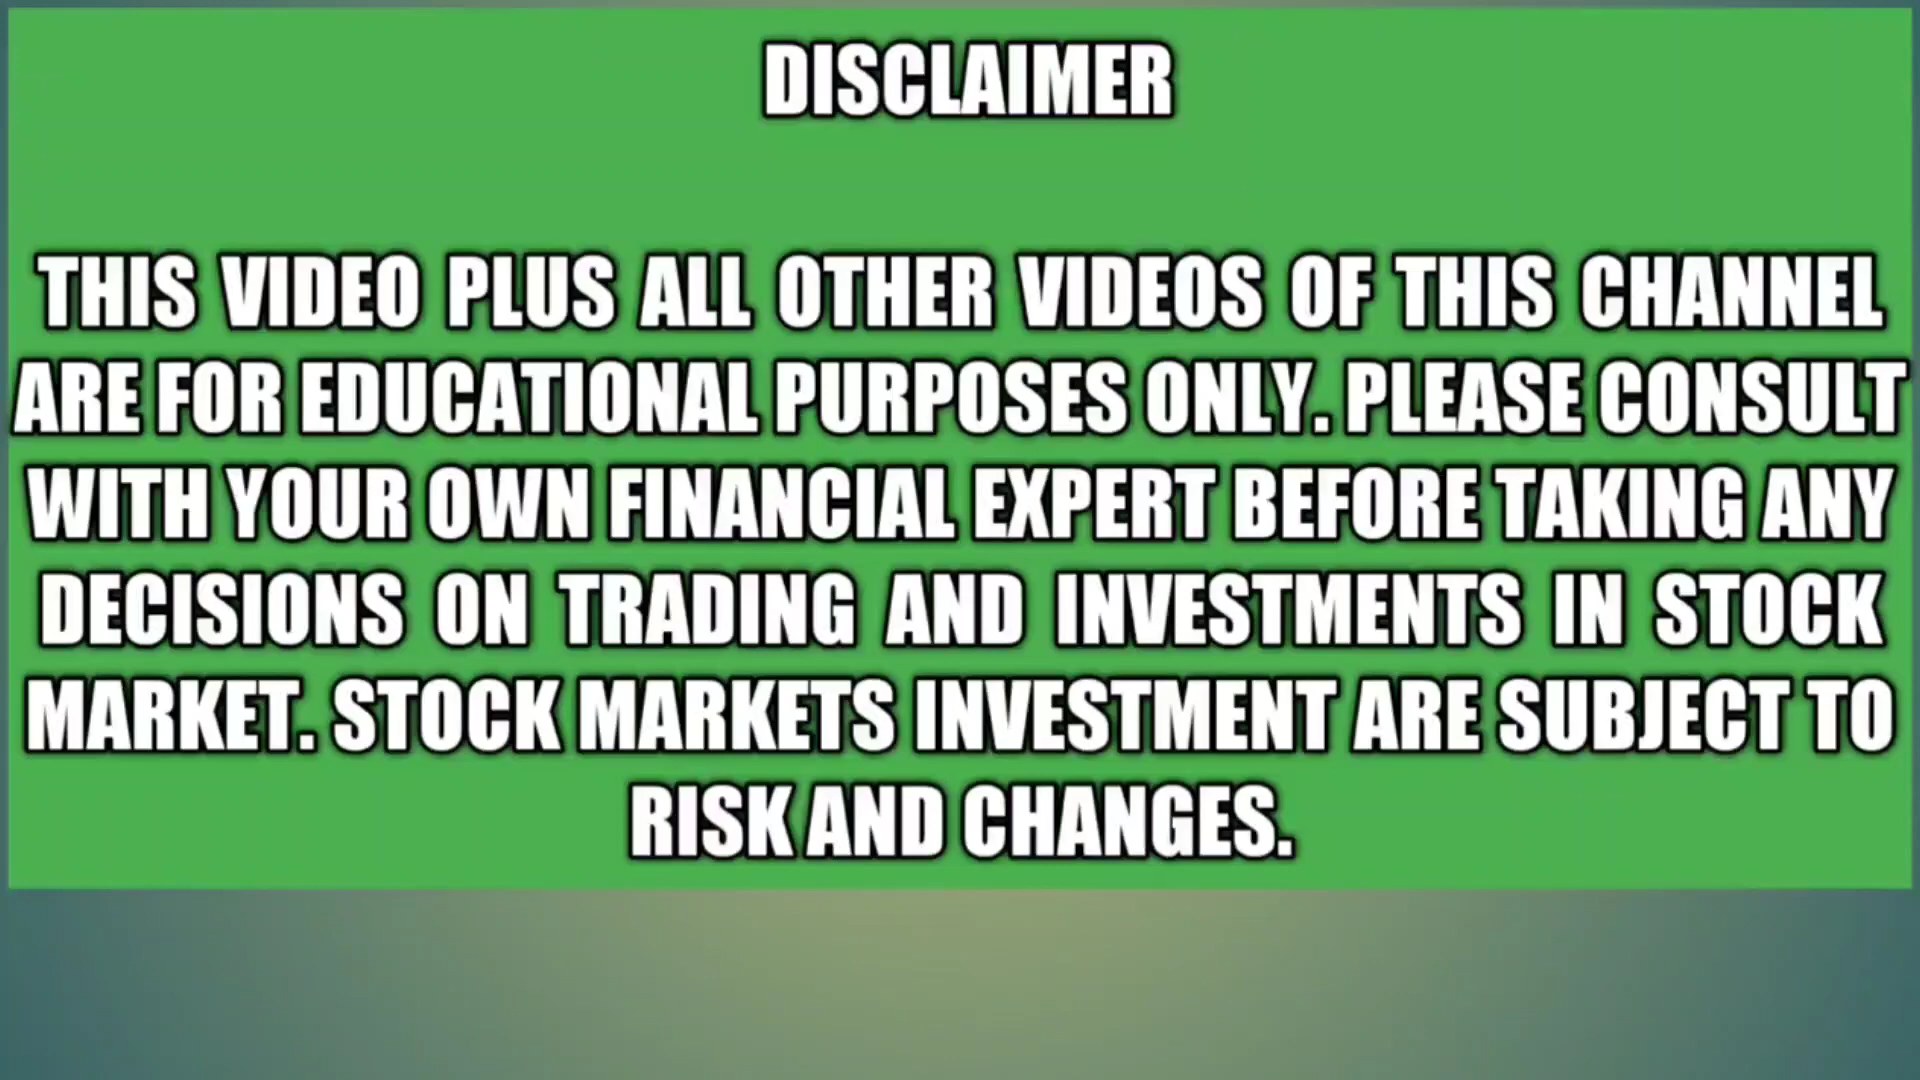 DISCLAIMER
THIS VIDEO PLUS ALL OTHER VIDEOS OF THIS CHANNEL
ARE FOR EDUCATIONAL PURPOSES ONLY. PLEASE CONSULT
WITH YOUR OWN FINANCIAL EXPERT BEFORE TAKING ANY
DECISIONS ON TRADING AND INVESTMENTS IN STOCK
MARKET. STOCK MARKETS INVESTMENT ARE SUBJECT TO
RISK AND CHANGES.